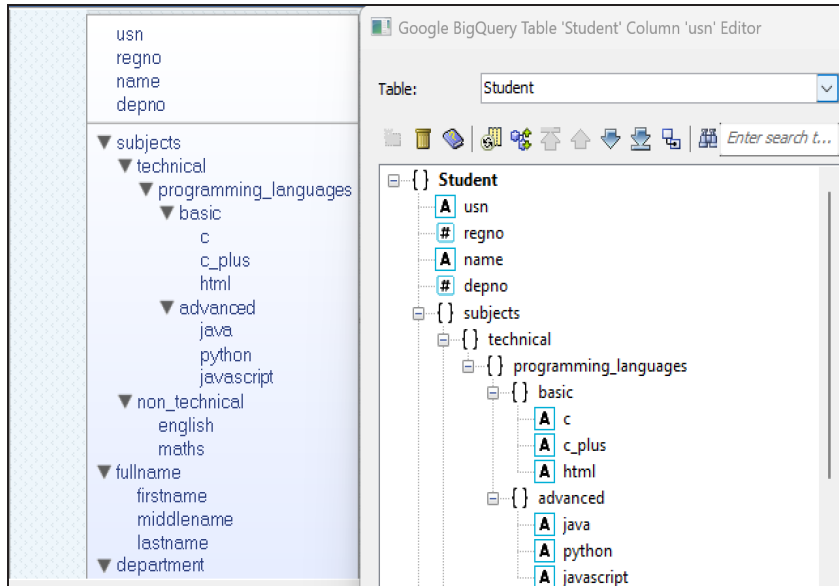 usn
regno
name
depno
subjects
technical
programming_languages
basic
c
c_plus
html
advanced
java
python
javascript
non_technical
english
maths
fullname
firstname
middlename
lastname
department
Google BigQuery Table 'Student' Column 'usn' Editor
Table: Student
Enter search t...
{} Student
A usn
# regno
A name
# depno
{} subjects
{} technical
{} programming_languages
{} basic
A c
A c_plus
A html
{} advanced
A java
A python
A javascript